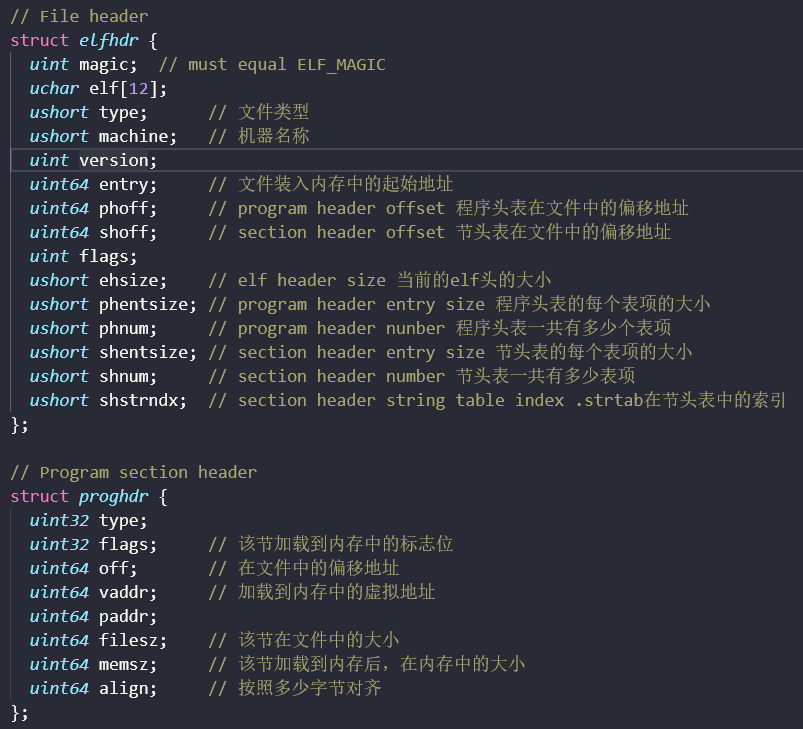 // File header
struct elfhdr {
  uint magic;  // must equal ELF_MAGIC
  uchar elf[12];
  ushort type;      // 文件类型
  ushort machine;   // 机器名称
  uint version;
  uint64 entry;     // 文件装入内存中的起始地址
  uint64 phoff;     // program header offset 程序头表在文件中的偏移地址
  uint64 shoff;     // section header offset 节头表在文件中的偏移地址
  uint flags;
  ushort ehsize;    // elf header size 当前的elf头的大小
  ushort phentsize; // program header entry size 程序头表的每个表项的大小
  ushort phnum;     // program header nunber 程序头表一共有多少个表项
  ushort shentsize; // section header entry size 节头表的每个表项的大小
  ushort shnum;     // section header number 节头表一共有多少表项
  ushort shstrndx;  // section header string table index .strtab在节头表中的索引
};

// Program section header
struct proghdr {
  uint32 type;
  uint32 flags;     // 该节加载到内存中的标志位
  uint64 off;       // 在文件中的偏移地址
  uint64 vaddr;     // 加载到内存中的虚拟地址
  uint64 paddr;
  uint64 filesz;    // 该节在文件中的大小
  uint64 memsz;     // 该节加载到内存后，在内存中的大小
  uint64 align;     // 按照多少字节对齐
};